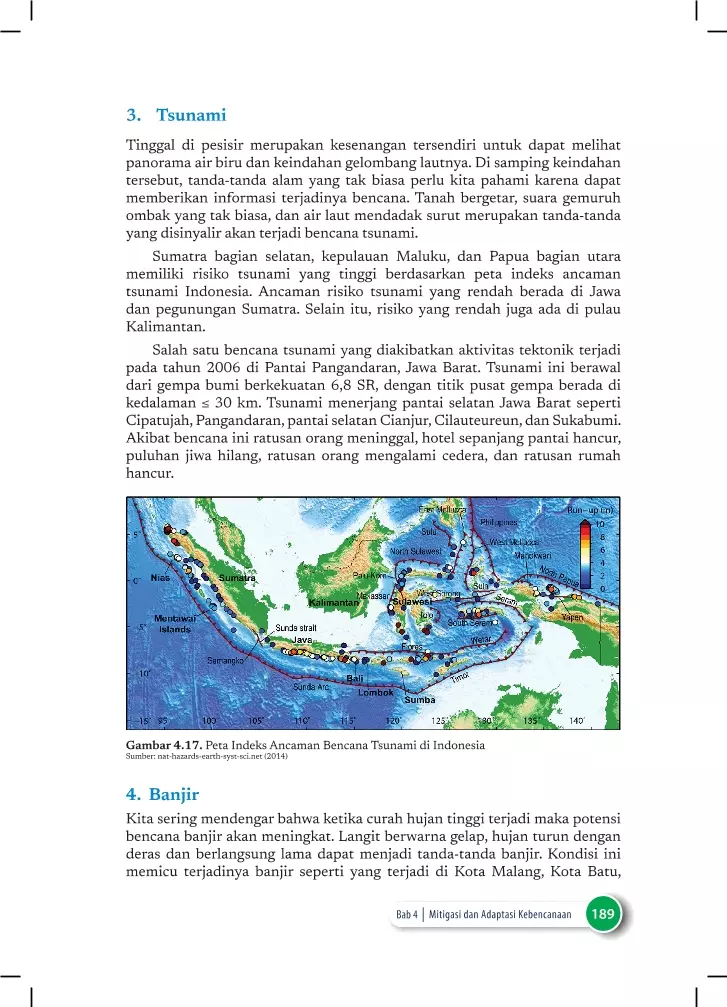 3. Tsunami
Tinggal di pesisir merupakan kesenangan tersendiri untuk dapat melihat
panorama air biru dan keindahan gelombang lautnya. Di samping keindahan
tersebut, tanda-tanda alam yang tak biasa perlu kita pahami karena dapat
memberikan informasi terjadinya bencana. Tanah bergetar, suara gemuruh
ombak yang tak biasa, dan air laut mendadak surut merupakan tanda-tanda
yang disinyalir akan terjadi bencana tsunami.
Sumatra bagian selatan, kepulauan Maluku, dan Papua bagian utara
memiliki risiko tsunami yang tinggi berdasarkan peta indeks ancaman
tsunami Indonesia. Ancaman risiko tsunami yang rendah berada di Jawa
dan pegunungan Sumatra. Selain itu, risiko yang rendah juga ada di pulau
Kalimantan.
Salah satu bencana tsunami yang diakibatkan aktivitas tektonik terjadi
pada tahun 2006 di Pantai Pangandaran, Jawa Barat. Tsunami ini berawal
dari gempa bumi berkekuatan 6,8 SR, dengan titik pusat gempa berada di
kedalaman ≤ 30 km. Tsunami menerjang pantai selatan Jawa Barat seperti
Cipatujah, Pangandaran, pantai selatan Cianjur, Cilauteureun, dan Sukabumi.
Akibat bencana ini ratusan orang meninggal, hotel sepanjang pantai hancur,
puluhan jiwa hilang, ratusan orang mengalami cedera, dan ratusan rumah
hancur.
East Mollucca
Run-up (m)
Philippines
10
5°
Sulu
West Mollucca
8
North Sulawesi
Manokwari
6
4
North Papua
2
0
Nias
Sumatra
Palu Koro
Sula
West Sorong
Makassar
Kalimantan
Sulawesi
Seram
Tolo
Yapen
Mentawai
Islands
South Seram
-5°
Sunda strait
Java
Wetar
Flores
Semangko
Bali
Timor
-10°
Sunda Arc
Lombok
Sumba
-15°
95°
100°
105°
110°
115°
120°
125°
130°
135°
140°
Gambar 4.17. Peta Indeks Ancaman Bencana Tsunami di Indonesia
Sumber: nat-hazards-earth-syst-sci.net (2014)
4. Banjir
Kita sering mendengar bahwa ketika curah hujan tinggi terjadi maka potensi
bencana banjir akan meningkat. Langit berwarna gelap, hujan turun dengan
deras dan berlangsung lama dapat menjadi tanda-tanda banjir. Kondisi ini
memicu terjadinya banjir seperti yang terjadi di Kota Malang, Kota Batu,
Bab 4 | Mitigasi dan Adaptasi Kebencanaan 189